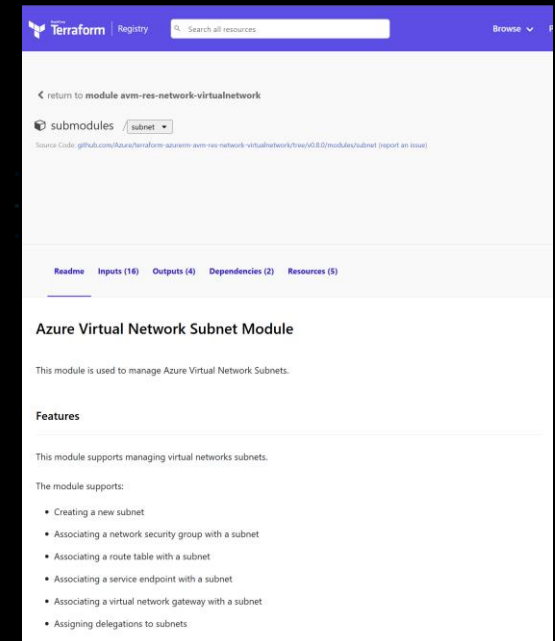 HashiCorp
Terraform | Registry
Search all resources
Browse
P
return to module avm-res-network-virtualnetwork
submodules / subnet
Source Code: github.com/Azure/terraform-azurerm-avm-res-network-virtualnetwork/tree/v0.8.0/modules/subnet (report an issue)
Readme Inputs (16) Outputs (4) Dependencies (2) Resources (5)
Azure Virtual Network Subnet Module
This module is used to manage Azure Virtual Network Subnets.
Features
This module supports managing virtual networks subnets.
The module supports:
• Creating a new subnet
• Associating a network security group with a subnet
• Associating a route table with a subnet
• Associating a service endpoint with a subnet
• Associating a virtual network gateway with a subnet
• Assigning delegations to subnets